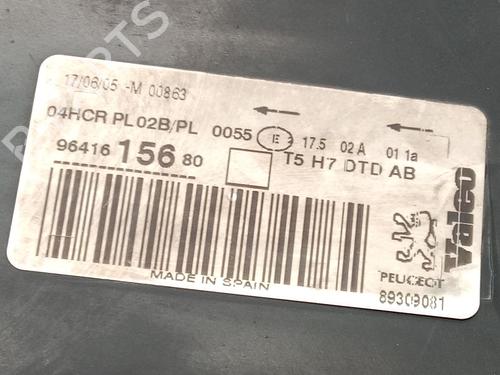 17/06/05 -M 00863
04HCR PL02B/PL 0055 E 17.5 02A 01 1a
96416 156 80 T5 H7 DTD AB
MADE IN SPAIN
PEUGEOT
89309081
Valeo
PARTS